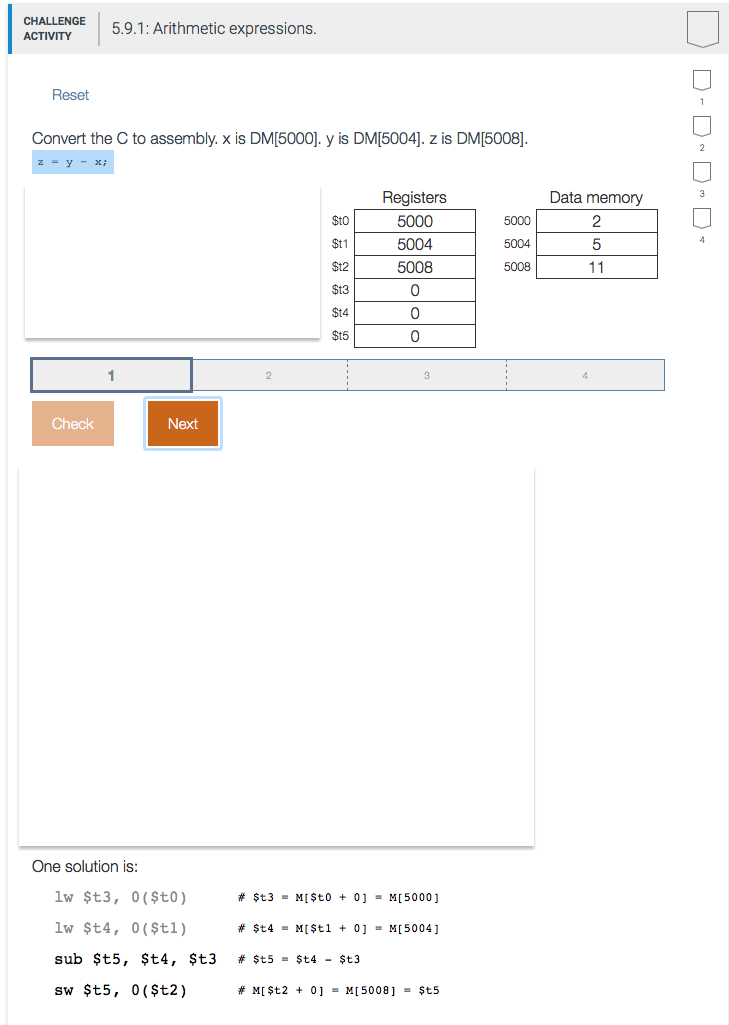 CHALLENGE
ACTIVITY
5.9.1: Arithmetic expressions.
Reset
Convert the C to assembly. x is DM[5000]. y is DM[5004]. z is DM[5008].
z = y - x;
Registers Data memory
$t0 5000 5000 2
$t1 5004 5004 5
$t2 5008 5008 11
$t3 0
$t4 0
$t5 0
1
2
3
4
1 2 3 4
Check Next
One solution is:
lw $t3, 0($t0) # $t3 = M[$t0 + 0] = M[5000]
lw $t4, 0($t1) # $t4 = M[$t1 + 0] = M[5004]
sub $t5, $t4, $t3 # $t5 = $t4 - $t3
sw $t5, 0($t2) # M[$t2 + 0] = M[5008] = $t5